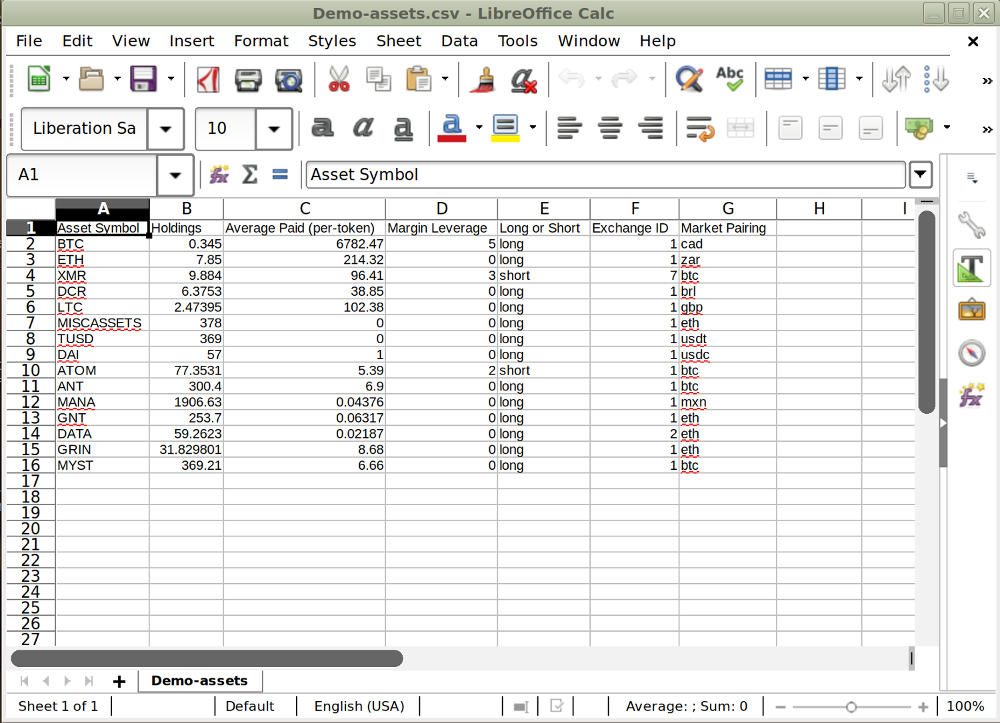 Demo-assets.csv - LibreOffice Calc
File Edit View Insert Format Styles Sheet Data Tools Window Help
Abc
Liberation Sa 10 a a a a
A1 fx Σ = Asset Symbol
A B C D E F G H I
1 Asset Symbol Holdings Average Paid (per-token) Margin Leverage Long or Short Exchange ID Market Pairing
2 BTC 0.345 6782.47 5 long 1 cad
3 ETH 7.85 214.32 0 long 1 zar
4 XMR 9.884 96.41 3 short 7 btc
5 DCR 6.3753 38.85 0 long 1 brl
6 LTC 2.47395 102.38 0 long 1 gbp
7 MISCASSETS 378 0 0 long 1 eth
8 TUSD 369 0 0 long 1 usdt
9 DAI 57 1 0 long 1 usdc
10 ATOM 77.3531 5.39 2 short 1 btc
11 ANT 300.4 6.9 0 long 1 btc
12 MANA 1906.63 0.04376 0 long 1 mxn
13 GNT 253.7 0.06317 0 long 1 eth
14 DATA 59.2623 0.02187 0 long 2 eth
15 GRIN 31.829801 8.68 0 long 1 eth
16 MYST 369.21 6.66 0 long 1 btc
17
18
19
20
21
22
23
24
25
26
27
Demo-assets
Sheet 1 of 1 Default English (USA) Average: ; Sum: 0 100%